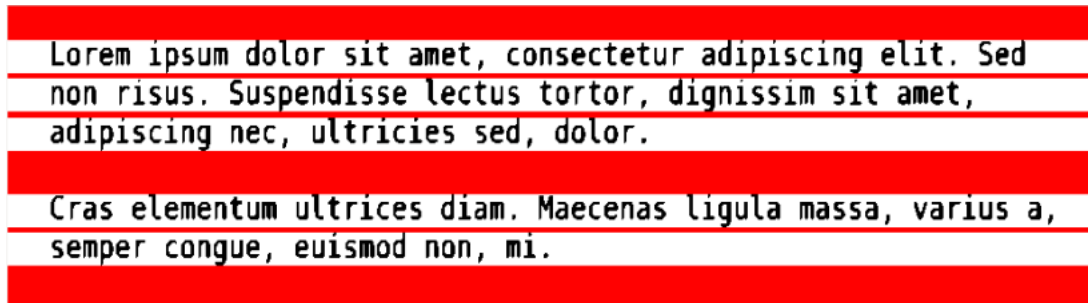 Lorem ipsum dolor sit amet, consectetur adipiscing elit. Sed
non risus. Suspendisse lectus tortor, dignissim sit amet,
adipiscing nec, ultricies sed, dolor.
Cras elementum ultrices diam. Maecenas ligula massa, varius a,
semper congue, euismod non, mi.